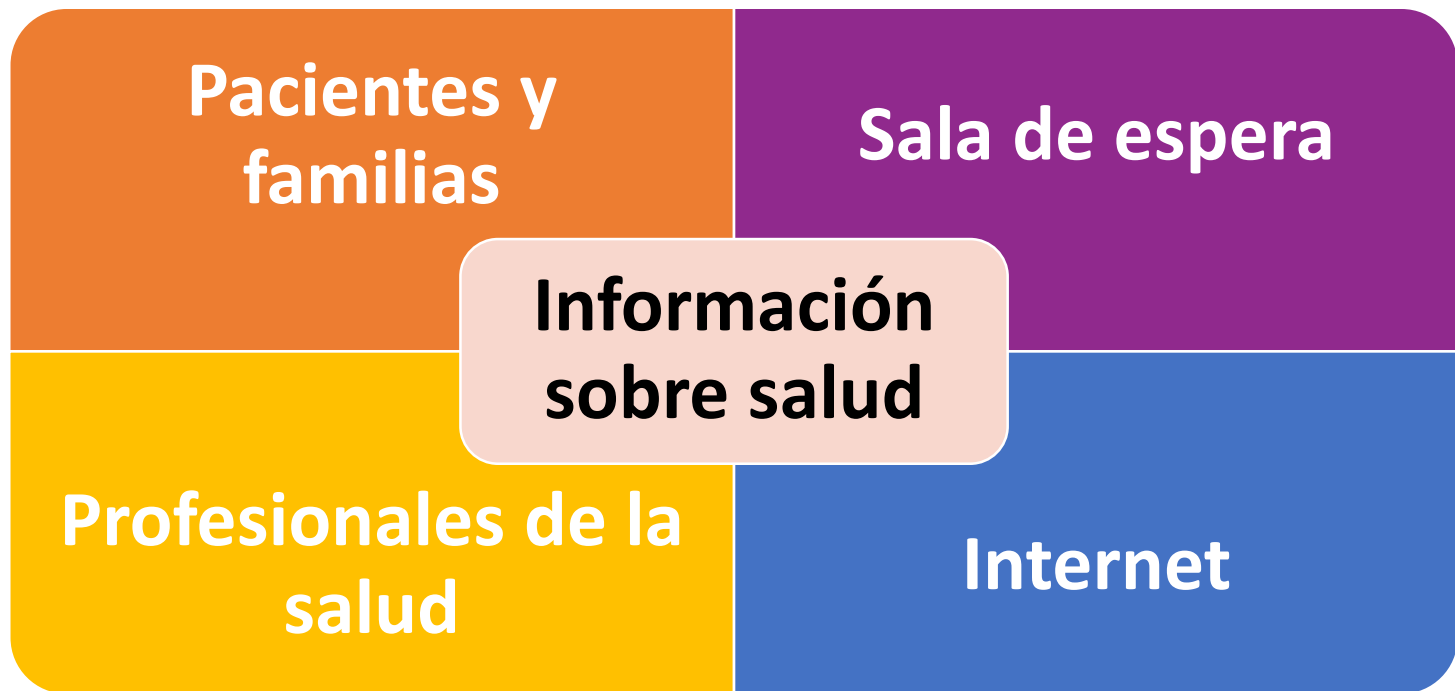 Pacientes y
familias
Sala de espera
Información
sobre salud
Profesionales de la
salud
Internet